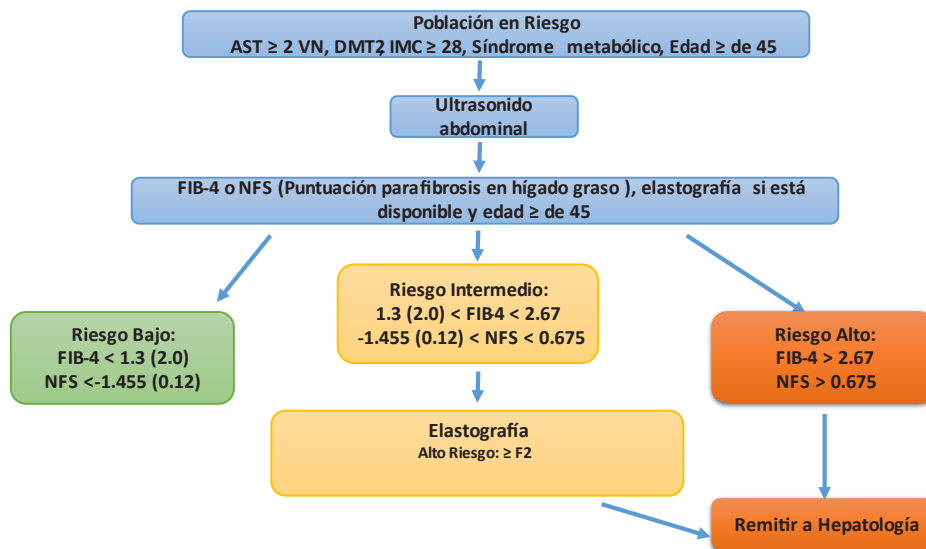 Población en Riesgo
AST ≥ 2 VN, DMT2, IMC ≥ 28, Síndrome metabólico, Edad ≥ de 45
Ultrasonido
abdominal
FIB-4 o NFS (Puntuación parafibrosis en hígado graso ), elastografía si está
disponible y edad ≥ de 45
Riesgo Bajo:
FIB-4 < 1.3 (2.0)
NFS <-1.455 (0.12)
Riesgo Intermedio:
1.3 (2.0) < FIB4 < 2.67
-1.455 (0.12) < NFS < 0.675
Riesgo Alto:
FIB-4 > 2.67
NFS > 0.675
Elastografía
Alto Riesgo: ≥ F2
Remitir a Hepatología